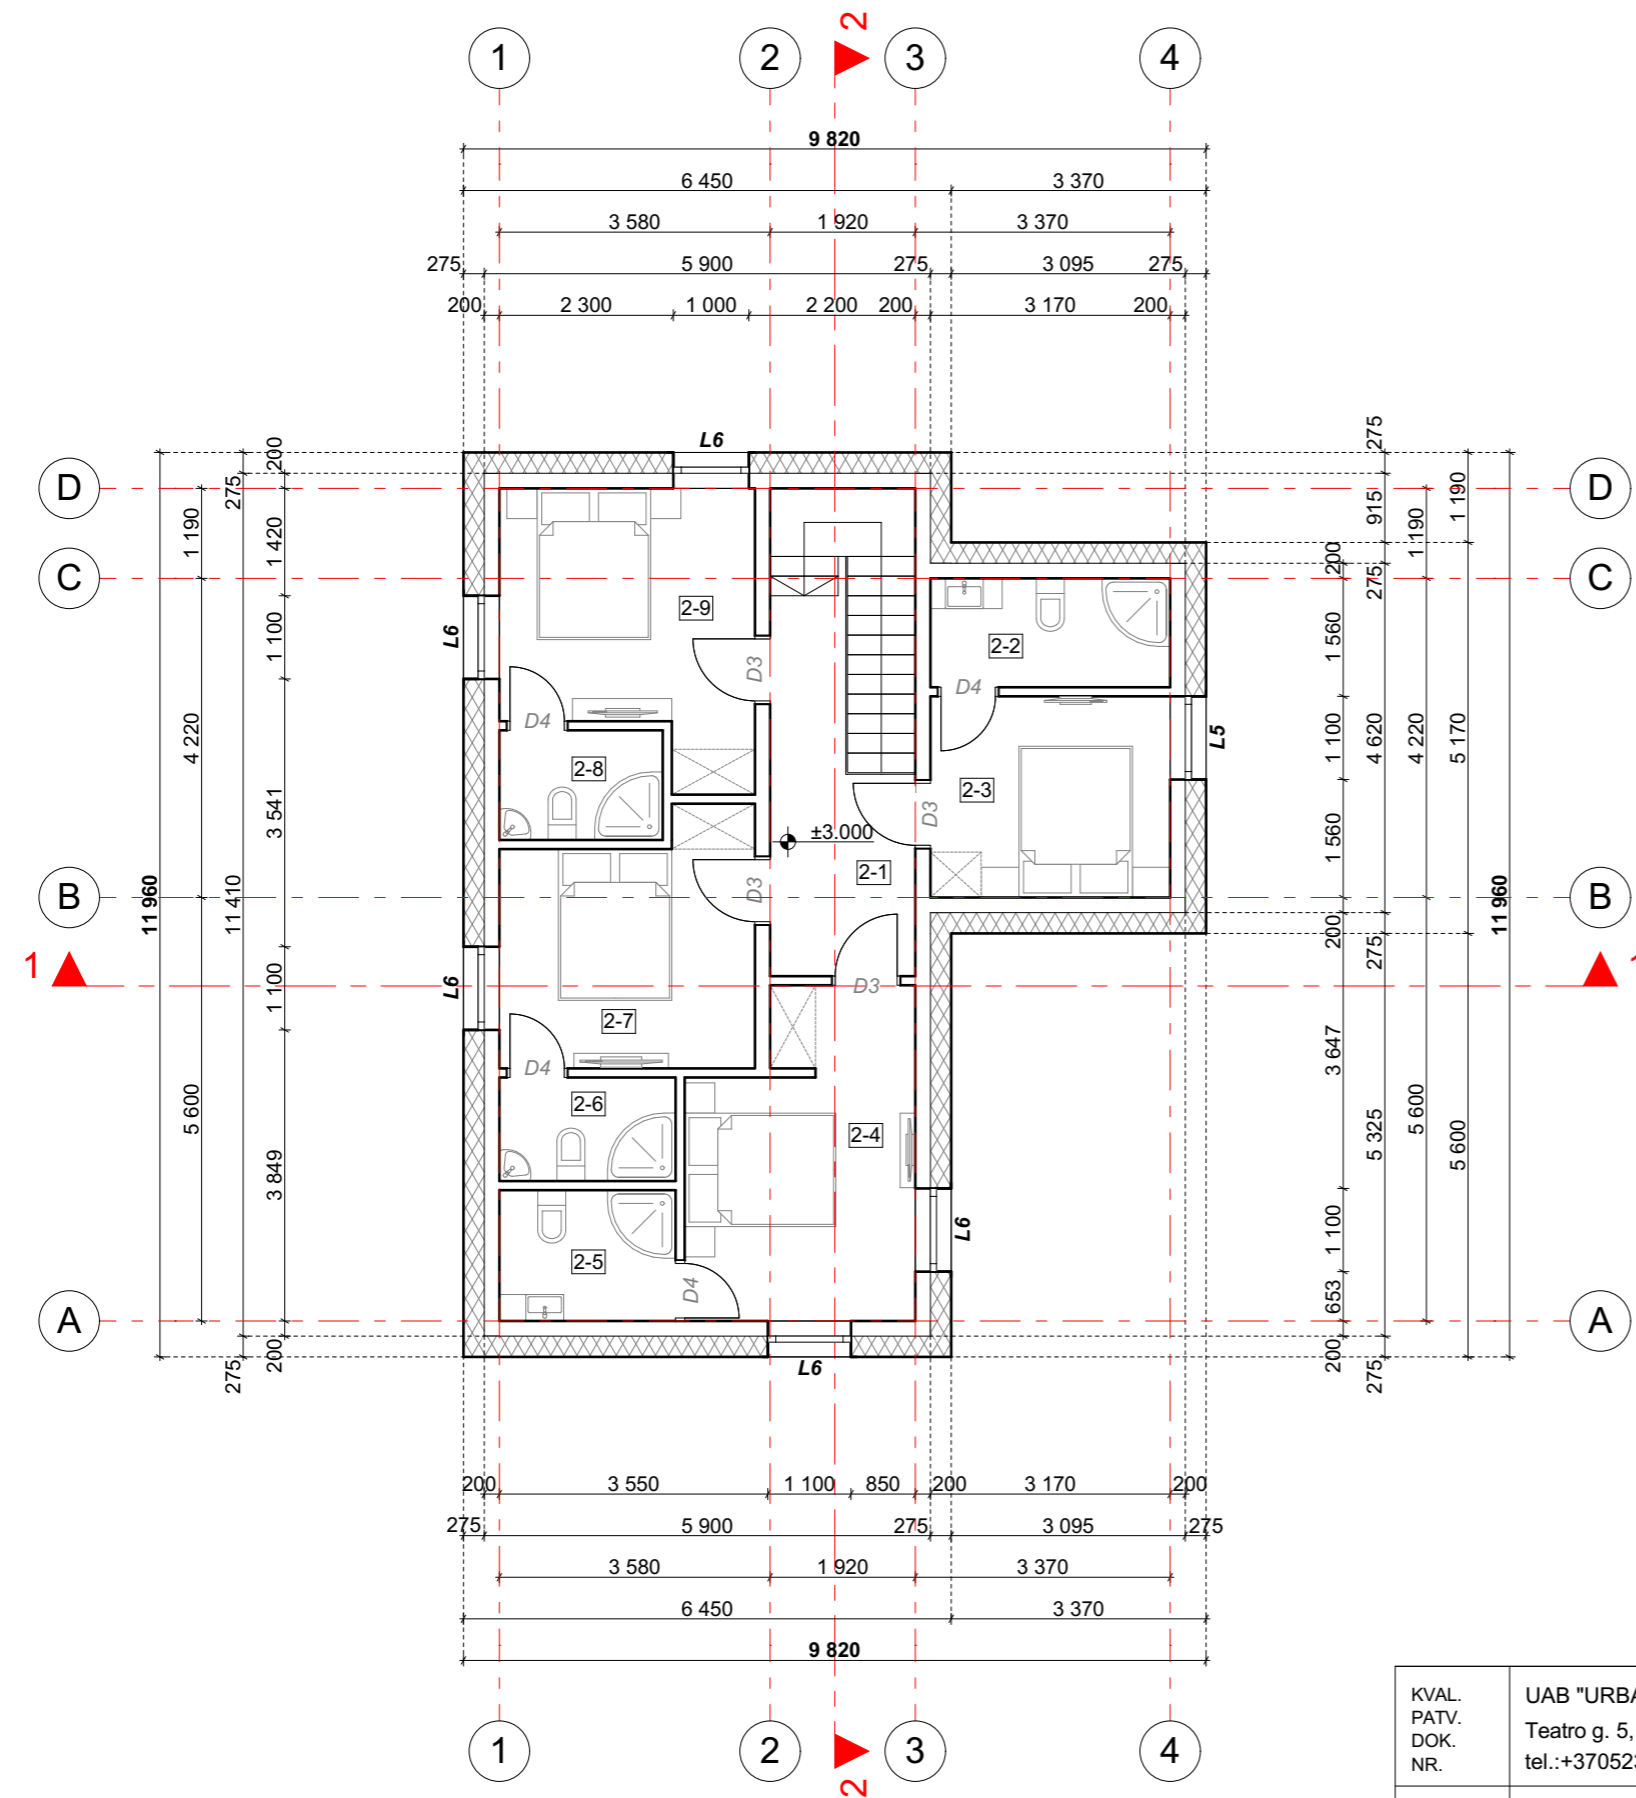 2
1 2 3 4
9 820
6 450 3 370
3 580 1 920 3 370
275 5 900 275 3 095 275
200 2 300 1 000 2 200 200 3 170 200
D
C
B
A
D
C
B
A
1
11 960
1 190
4 220
5 600
275
11 410
275
200
1 420
1 100
3 541
1 100
3 849
200
L6
L6
L6
L6
L6
L5
2-9
D3
2-2
D4
D4
2-8
2-3
D3
±3.000
2-1
D3
D3
2-7
D4
2-6
2-4
2-5
D4
200
1 560
1 100
1 560
200
3 647
1 100
653
200
275
915
275
4 620
275
5 325
275
1 190
4 220
5 600
1 190
5 170
5 600
11 960
200 3 550 1 100 850 200 3 170 200
275 5 900 275 3 095 275
3 580 1 920 3 370
6 450 3 370
9 820
1 2 3 4
2
KVAL.
PATV.
DOK.
NR.
UAB "URBA
Teatro g. 5,
tel.:+370523